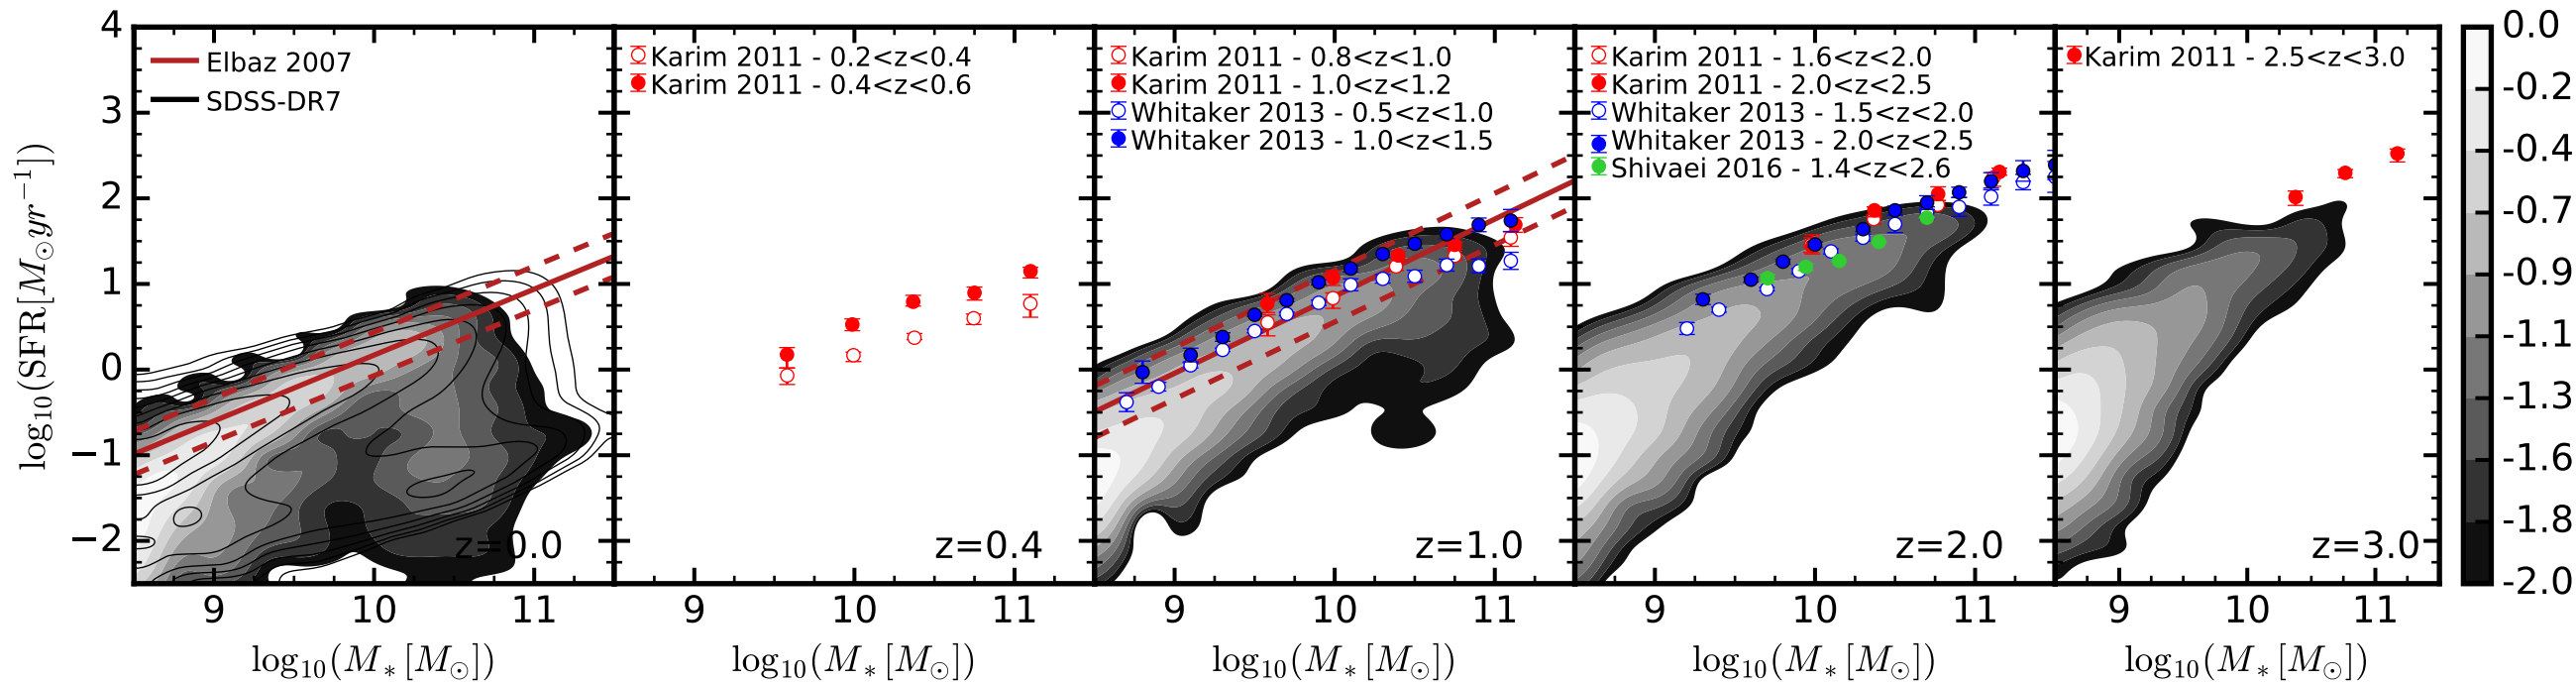 log₁₀(SFR[M⊙yr⁻¹])
4
3
2
1
0
−1
−2
Elbaz 2007
SDSS-DR7
z=0.0
9 10 11
log₁₀(M∗[M⊙])
Karim 2011 - 0.2<z<0.4
Karim 2011 - 0.4<z<0.6
z=0.4
9 10 11
log₁₀(M∗[M⊙])
Karim 2011 - 0.8<z<1.0
Karim 2011 - 1.0<z<1.2
Whitaker 2013 - 0.5<z<1.0
Whitaker 2013 - 1.0<z<1.5
z=1.0
9 10 11
log₁₀(M∗[M⊙])
Karim 2011 - 1.6<z<2.0
Karim 2011 - 2.0<z<2.5
Whitaker 2013 - 1.5<z<2.0
Whitaker 2013 - 2.0<z<2.5
Shivaei 2016 - 1.4<z<2.6
z=2.0
9 10 11
log₁₀(M∗[M⊙])
Karim 2011 - 2.5<z<3.0
z=3.0
9 10 11
log₁₀(M∗[M⊙])
0.0
-0.2
-0.4
-0.7
-0.9
-1.1
-1.3
-1.6
-1.8
-2.0